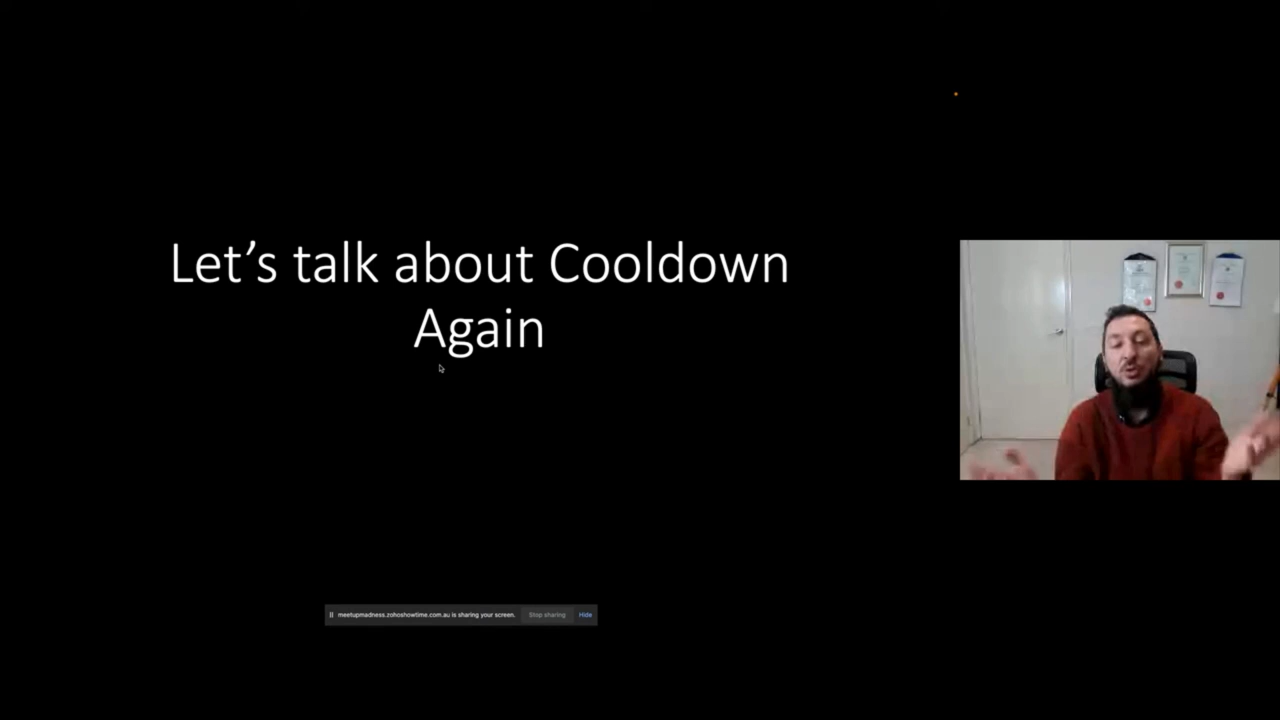 Let’s talk about Cooldown
Again
meetupmadness.zohoshowtime.com.au is sharing your screen. Stop sharing Hide